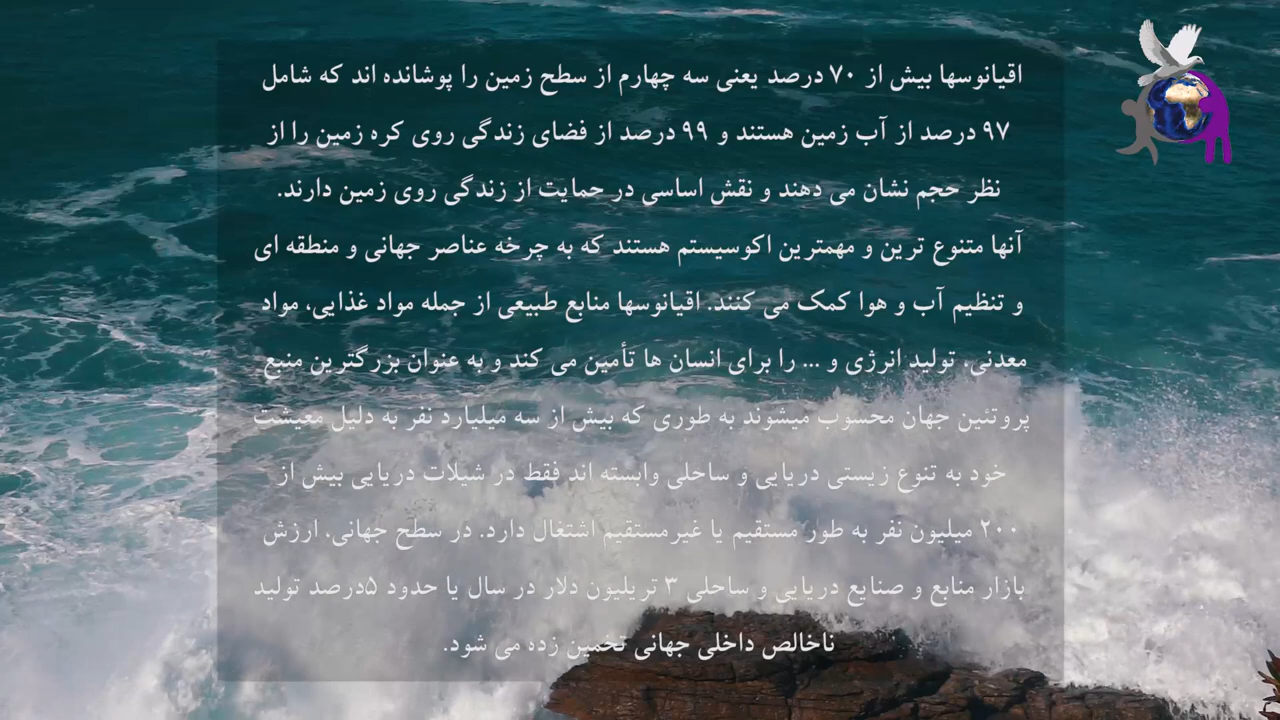 اقیانوسها بیش از ۷۰ درصد یعنی سه چهارم از سطح زمین را پوشانده اند که شامل
۹۷ درصد از آب زمین هستند و ۹۹ درصد از فضای زندگی روی کره زمین را از
نظر حجم نشان می دهند و نقش اساسی در حمایت از زندگی روی زمین دارند.
آنها متنوع ترین و مهمترین اکوسیستم هستند که به چرخه عناصر جهانی و منطقه ای
و تنظیم آب و هوا کمک می کنند. اقیانوسها منابع طبیعی از جمله مواد غذایی، مواد
معدنی، تولید انرژی و ... را برای انسان ها تأمین می کند و به عنوان بزرگترین منبع
پروتئین جهان محسوب میشوند به طوری که بیش از سه میلیارد نفر به دلیل معیشت
خود به تنوع زیستی دریایی و ساحلی وابسته اند فقط در شیلات دریایی بیش از
۲۰۰ میلیون نفر به طور مستقیم یا غیرمستقیم اشتغال دارد. در سطح جهانی، ارزش
بازار منابع و صنایع دریایی و ساحلی ۳ تریلیون دلار در سال یا حدود ۵درصد تولید
ناخالص داخلی جهانی تخمین زده می شود.